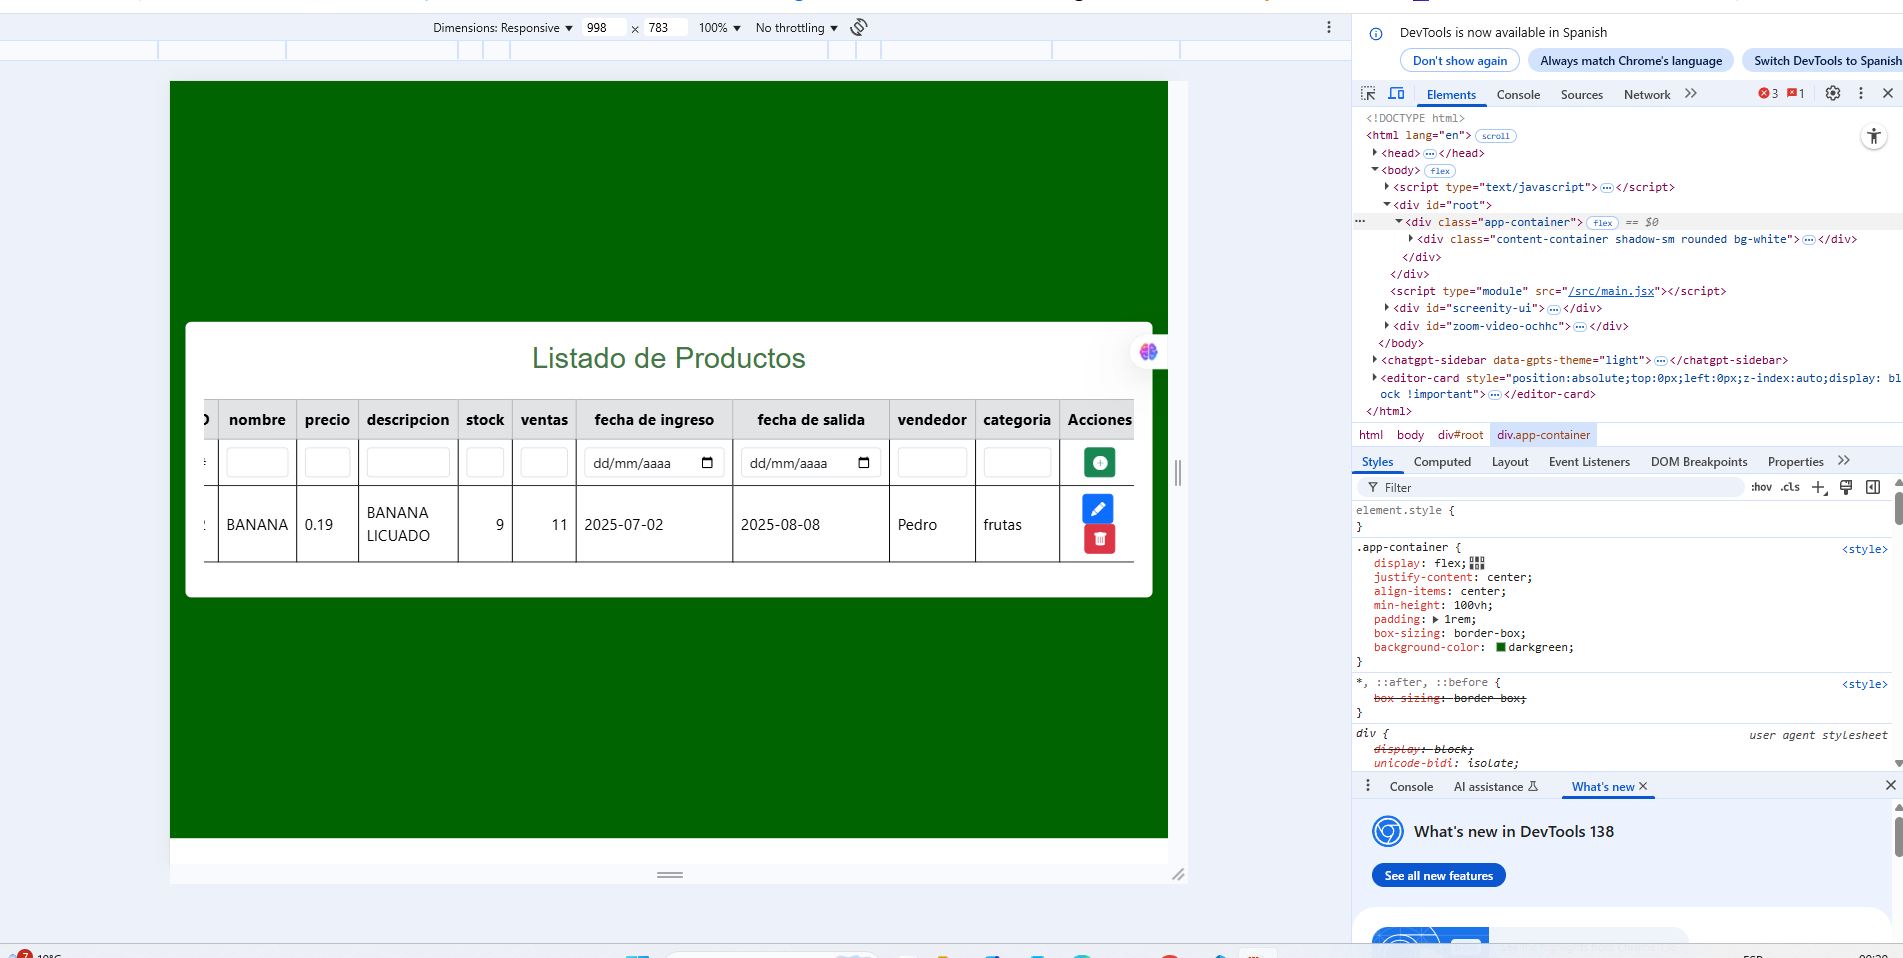 Dimensions: Responsive 998 × 783 100% No throttling
Listado de Productos
nombre precio descripcion stock ventas fecha de ingreso fecha de salida vendedor categoria Acciones
dd/mm/aaaa dd/mm/aaaa
BANANA 0.19 BANANA LICUADO 9 11 2025-07-02 2025-08-08 Pedro frutas
DevTools is now available in Spanish
Don't show again Always match Chrome's language Switch DevTools to Spanish
Elements Console Sources Network 3 1
<!DOCTYPE html>
<html lang="en"> scroll
<head> </head>
<body> flex
<script type="text/javascript"> </script>
<div id="root">
<div class="app-container"> flex == $0
<div class="content-container shadow-sm rounded bg-white"> </div>
</div>
</div>
<script type="module" src="/src/main.jsx"></script>
<div id="screenity-ui"> </div>
<div id="zoom-video-ochhc"> </div>
</body>
<chatgpt-sidebar data-gpts-theme="light"> </chatgpt-sidebar>
<editor-card style="position:absolute;top:0px;left:0px;z-index:auto;display: bl
ock !important"> </editor-card>
</html>
html body div#root div.app-container
Styles Computed Layout Event Listeners DOM Breakpoints Properties
Filter :hov .cls
element.style {
}
.app-container { <style>
display: flex;
justify-content: center;
align-items: center;
min-height: 100vh;
padding: 1rem;
box-sizing: border-box;
background-color: darkgreen;
}
*, ::after, ::before { <style>
box-sizing: border-box;
}
div { user agent stylesheet
display: block;
unicode-bidi: isolate;
Console AI assistance What's new
What's new in DevTools 138
See all new features
7